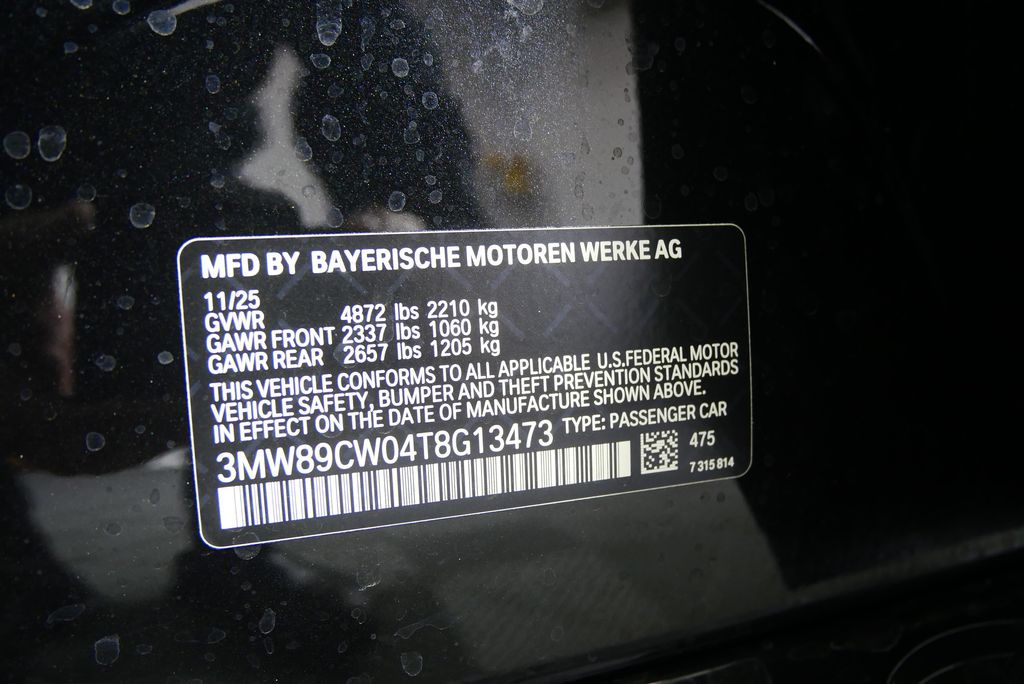 MFD BY BAYERISCHE MOTOREN WERKE AG
11/25
GVWR 4872 lbs 2210 kg
GAWR FRONT 2337 lbs 1060 kg
GAWR REAR 2657 lbs 1205 kg
THIS VEHICLE CONFORMS TO ALL APPLICABLE U.S.FEDERAL MOTOR
VEHICLE SAFETY, BUMPER AND THEFT PREVENTION STANDARDS
IN EFFECT ON THE DATE OF MANUFACTURE SHOWN ABOVE.
3MW89CW04T8G13473 TYPE: PASSENGER CAR
475
7 315 814